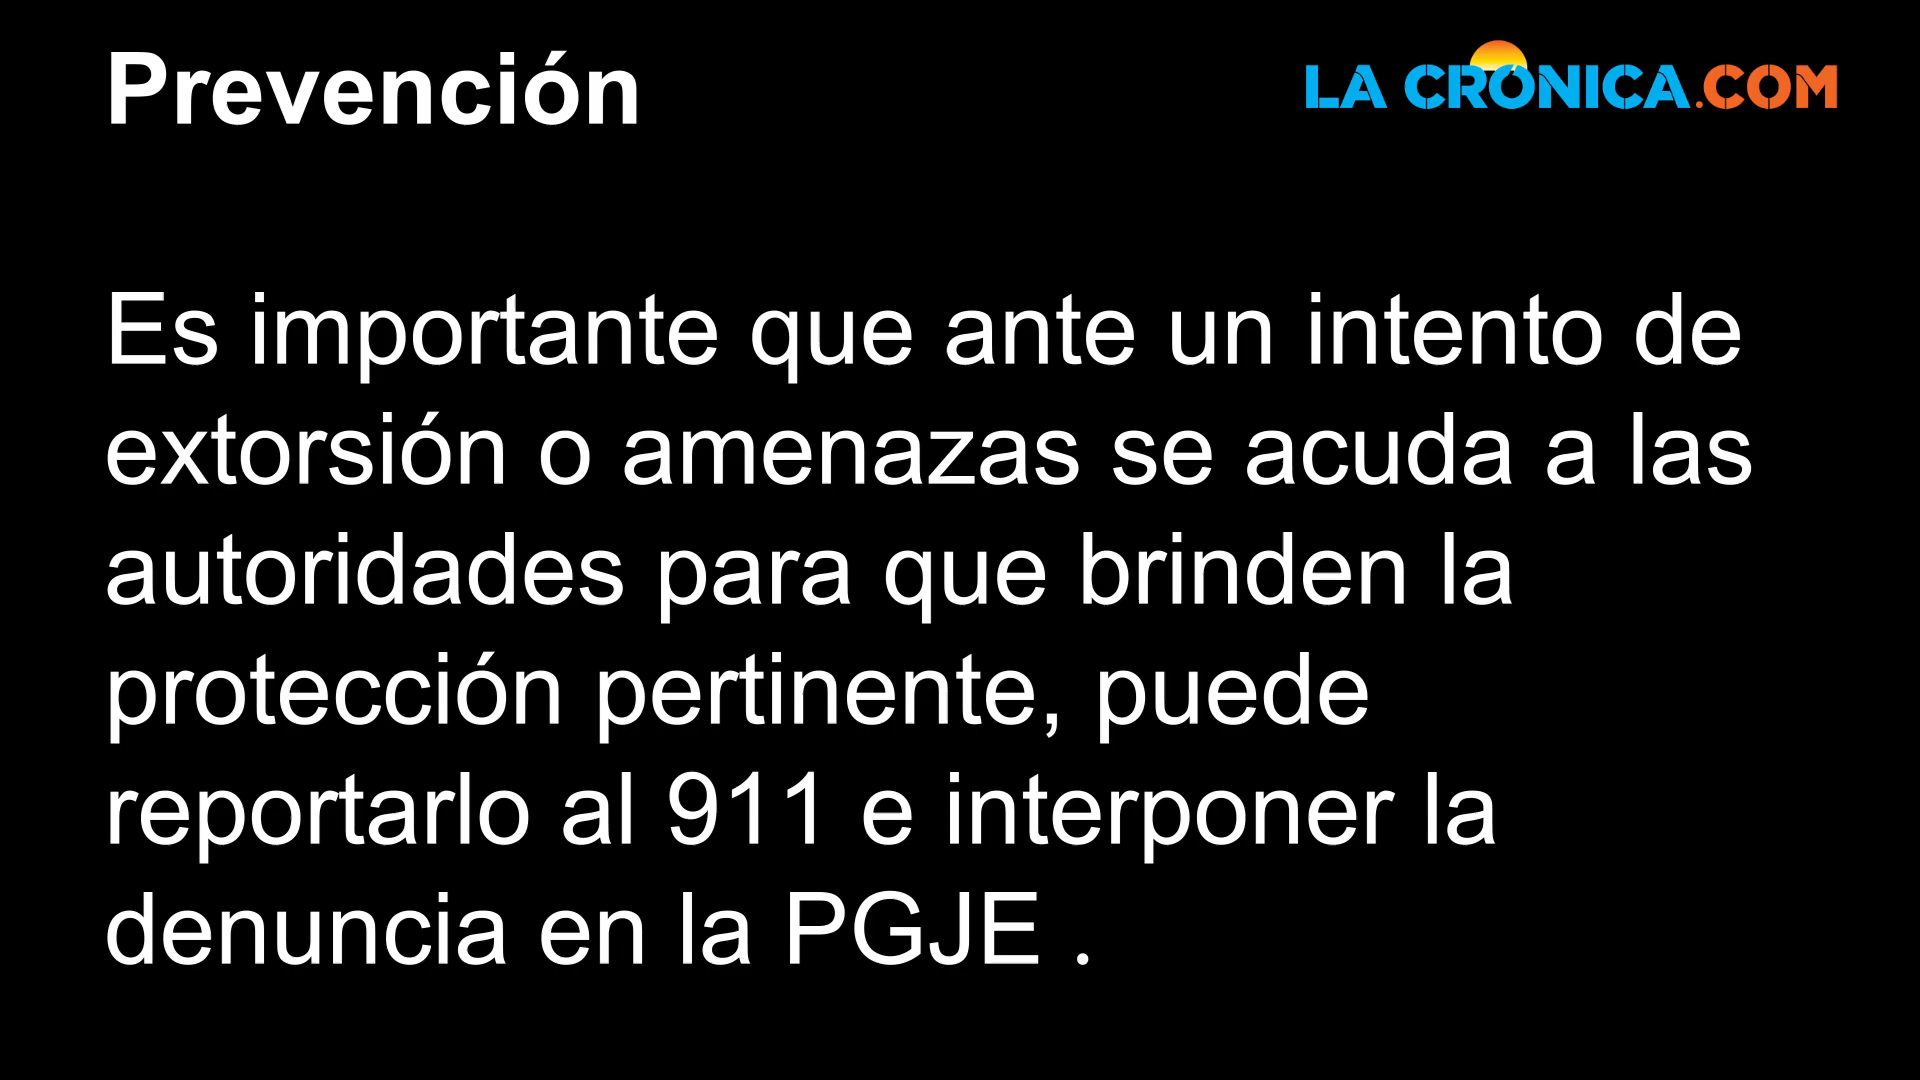 Prevención
LA CRÓNICA.COM
Es importante que ante un intento de
extorsión o amenazas se acuda a las
autoridades para que brinden la
protección pertinente, puede
reportarlo al 911 e interponer la
denuncia en la PGJE .